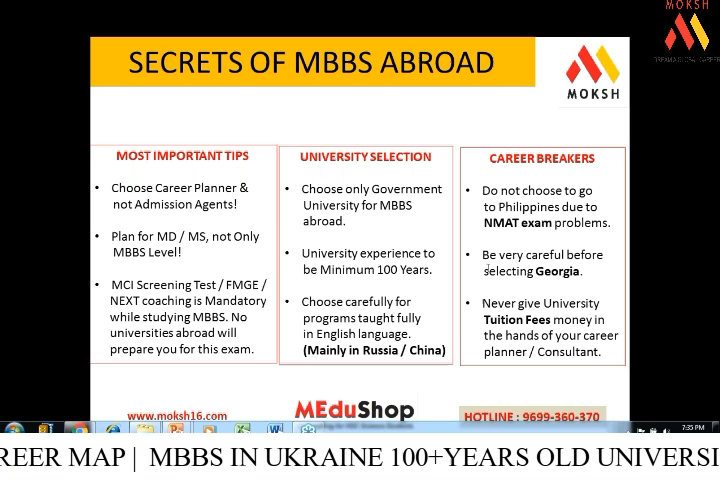 MOKSH
DREAM A GLOBAL CAREER
SECRETS OF MBBS ABROAD
MOKSH
MOST IMPORTANT TIPS
• Choose Career Planner &
not Admission Agents!
• Plan for MD / MS, not Only
MBBS Level!
• MCI Screening Test / FMGE /
NEXT coaching is Mandatory
while studying MBBS. No
universities abroad will
prepare you for this exam.
UNIVERSITY SELECTION
• Choose only Government
University for MBBS
abroad.
• University experience to
be Minimum 100 Years.
• Choose carefully for
programs taught fully
in English language.
(Mainly in Russia / China)
CAREER BREAKERS
• Do not choose to go
to Philippines due to
NMAT exam problems.
• Be very careful before
selecting Georgia.
• Never give University
Tuition Fees money in
the hands of your career
planner / Consultant.
www.moksh16.com
MEduShop
HOTLINE : 9699-360-370
7:35 PM
REER MAP | MBBS IN UKRAINE 100+YEARS OLD UNIVERSI